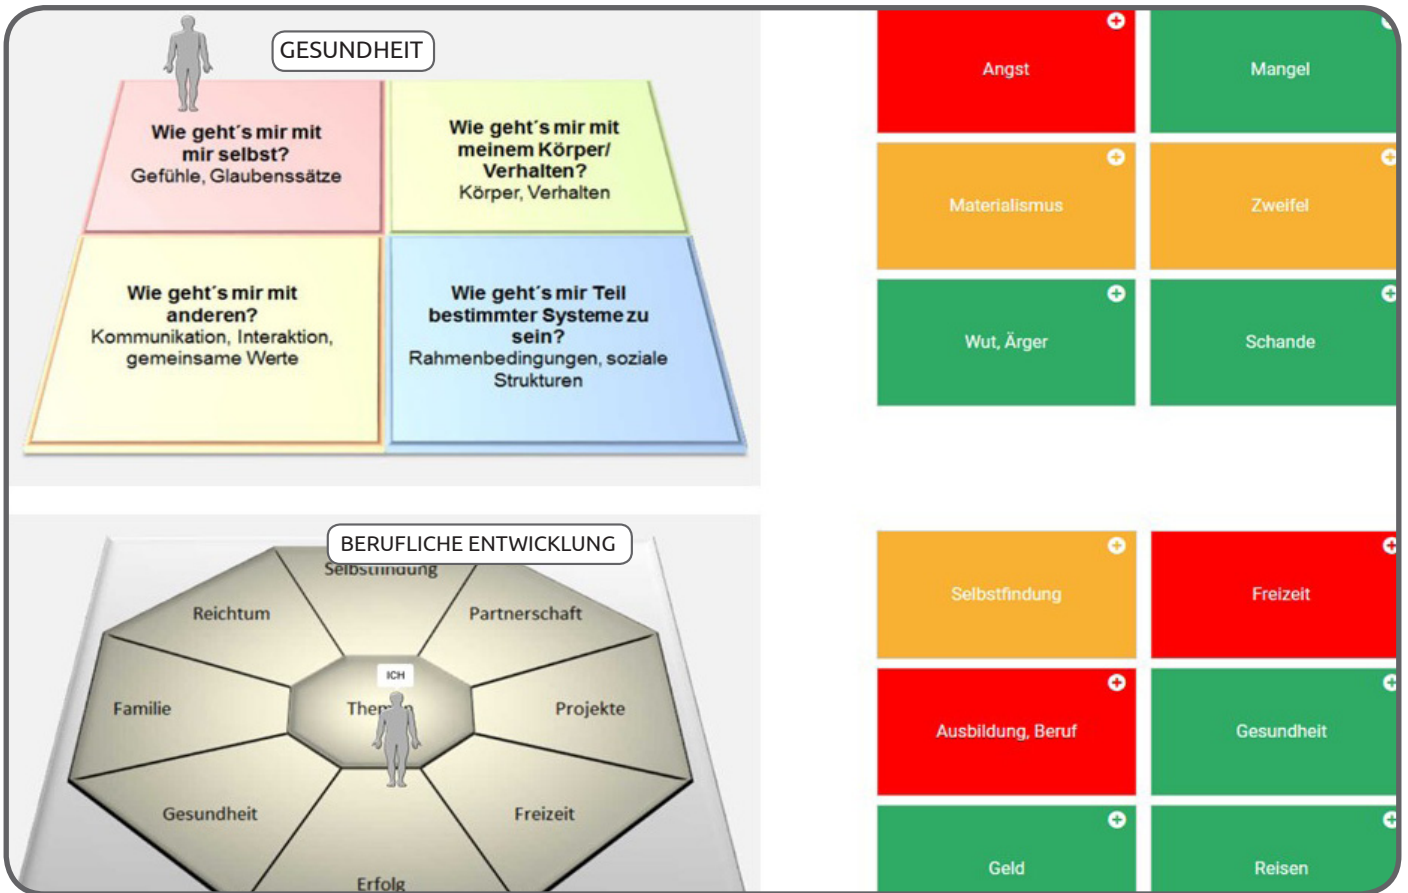 GESUNDHEIT
Wie geht´s mir mit
mir selbst?
Gefühle, Glaubenssätze
Wie geht´s mir mit
meinem Körper/
Verhalten?
Körper, Verhalten
Wie geht´s mir mit
anderen?
Kommunikation, Interaktion,
gemeinsame Werte
Wie geht´s mir Teil
bestimmter Systeme zu
sein?
Rahmenbedingungen, soziale
Strukturen
Angst
Mangel
Materialismus
Zweifel
Wut, Ärger
Schande
BERUFLICHE ENTWICKLUNG
Selbstfindung
Reichtum
Partnerschaft
ICH
Familie
Themen
Projekte
Gesundheit
Freizeit
Erfolg
Selbstfindung
Freizeit
Ausbildung, Beruf
Gesundheit
Geld
Reisen